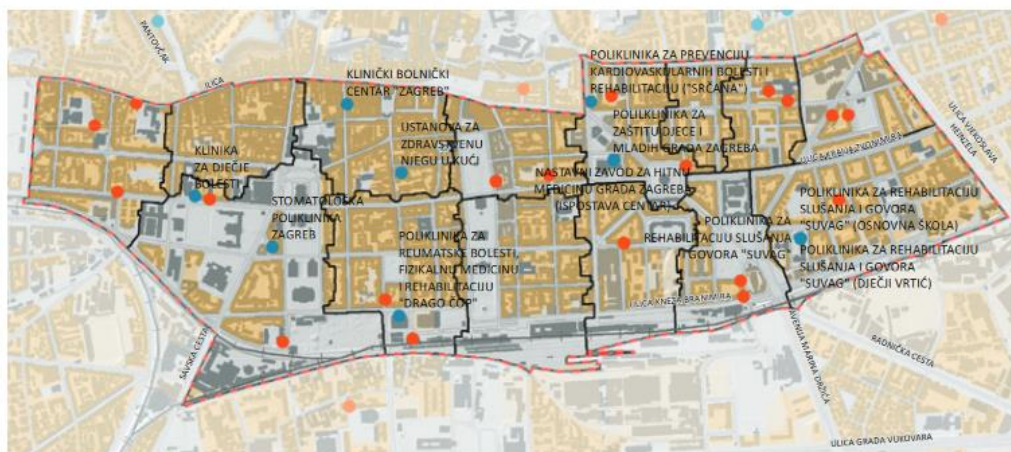 PANTOVČAK
ILICA
KLINIČKI BOLNIČKI
CENTAR "ZAGREB"
POLIKLINIKA ZA PREVENCIJU
KARDIOVASKULARNIH BOLESTI I
REHABILITACIJU ("SRČANA")
ULICA VJEKOSLAVA
HEINZELA
USTANOVA ZA
ZDRAVSTVENU
NJEGU U KUĆI
POLIKLINIKA ZA
ZAŠTITU DJECE I
MLADIH GRADA ZAGREBA
ULICA KRALJA ZVONIMIRA
KLINIKA
ZA DJEČJE
BOLESTI
NASTAVNI ZAVOD ZA HITNU
MEDICINU GRADA ZAGREBA
(ISPOSTAVA CENTAR)
STOMATOLOŠKA
POLIKLINIKA
ZAGREB
POLIKLINIKA ZA REHABILITACIJU
SLUŠANJA I GOVORA
"SUVAG" (OSNOVNA ŠKOLA)
POLIKLINIKA ZA
REHABILITACIJU SLUŠANJA
I GOVORA "SUVAG"
POLIKLINIKA ZA
REUMATSKE BOLESTI,
FIZIKALNU MEDICINU
I REHABILITACIJU
"DRAGO ČOP"
POLIKLINIKA ZA REHABILITACIJU
SLUŠANJA I GOVORA
"SUVAG" (DJEČJI VRTIĆ)
ULICA KNEZA BRANIMIRA
SAVSKA CESTA
AVENIJA MARINA DRŽIĆA
RADNIČKA CESTA
ULICA GRADA VUKOVARA